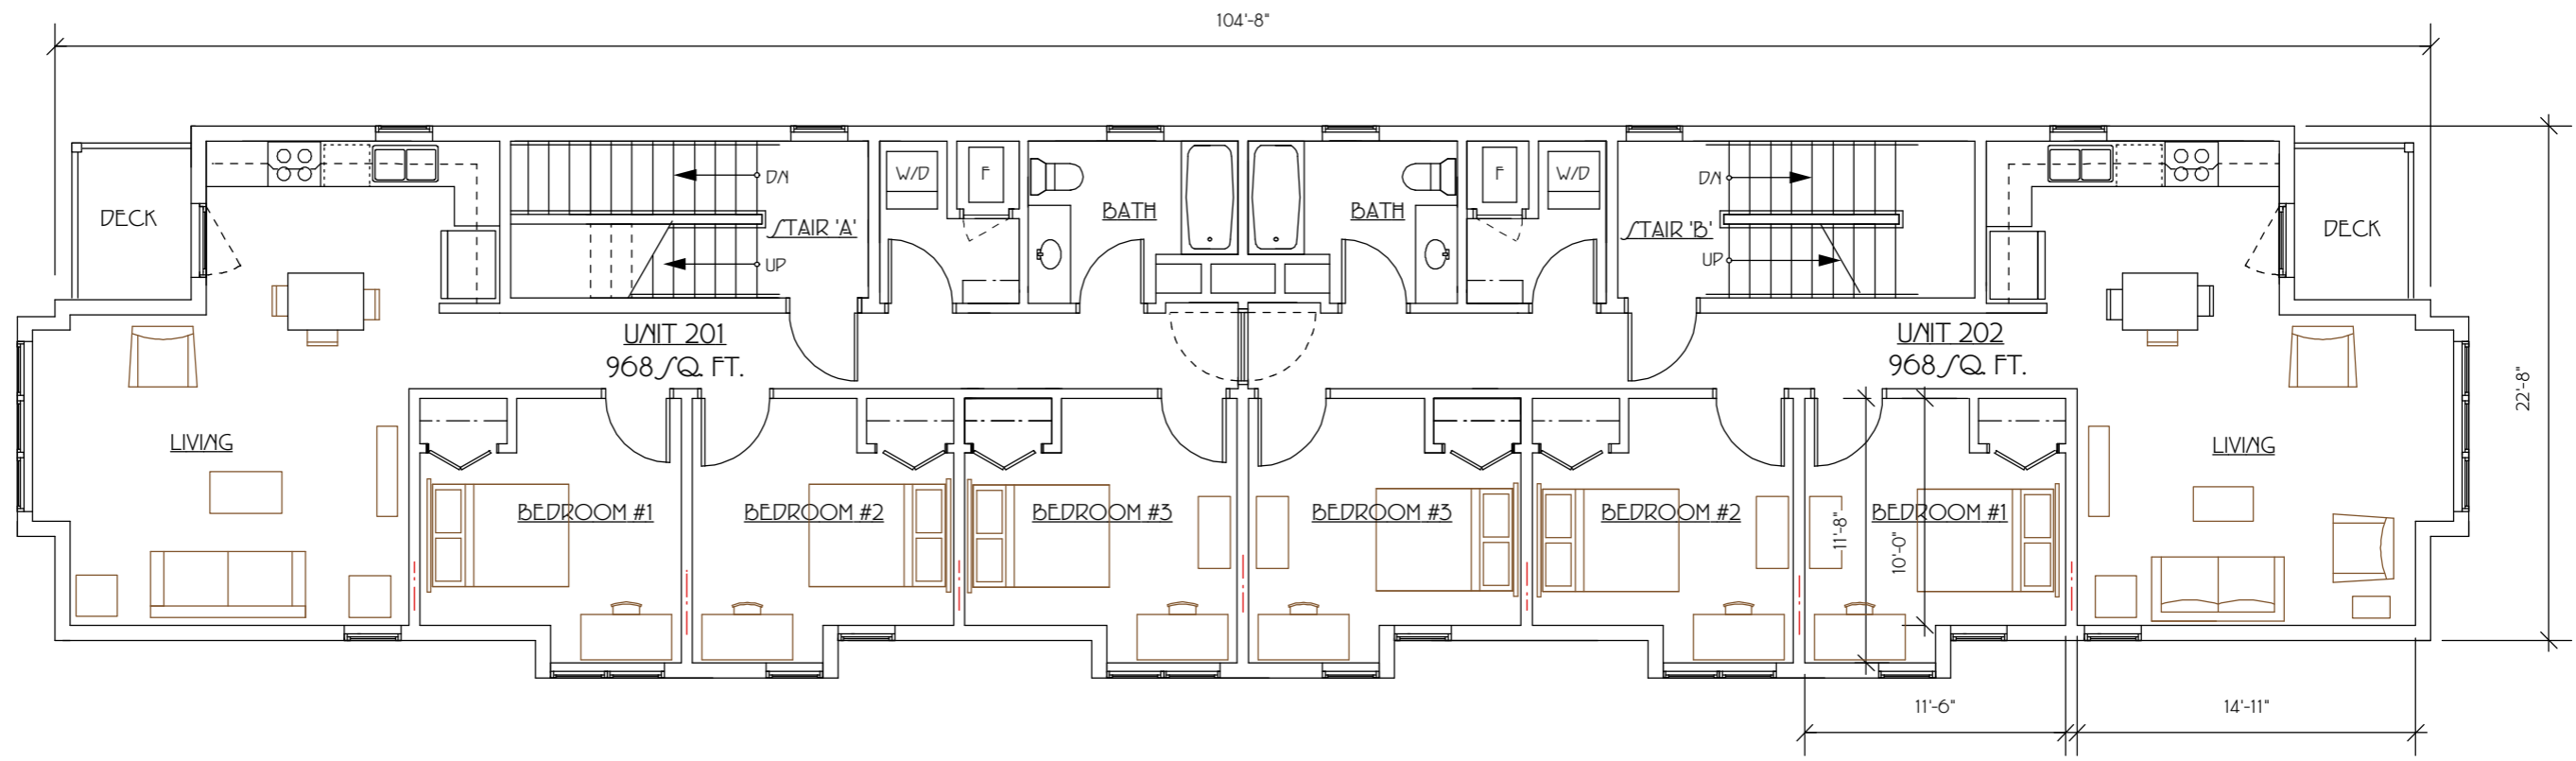 104'-8"
DECK
W/D
F
BATH
BATH
F
W/D
DECK
DN
STAIR 'A'
UP
DN
STAIR 'B'
UP
UNIT 201
968 SQ. FT.
UNIT 202
968 SQ. FT.
22'-8"
LIVING
LIVING
BEDROOM #1
BEDROOM #2
BEDROOM #3
BEDROOM #3
BEDROOM #2
BEDROOM #1
11'-8"
10'-0"
11'-6"
14'-11"